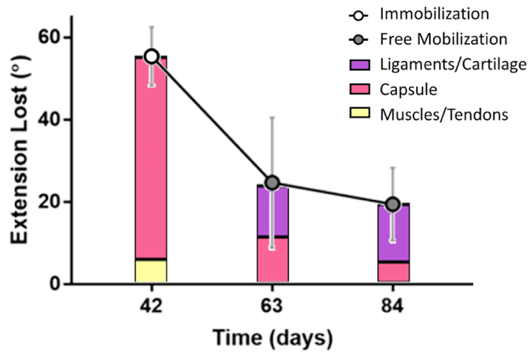 Immobilization
Free Mobilization
Ligaments/Cartilage
Capsule
Muscles/Tendons
Extension Lost (°)
60
40
20
0
42 63 84
Time (days)